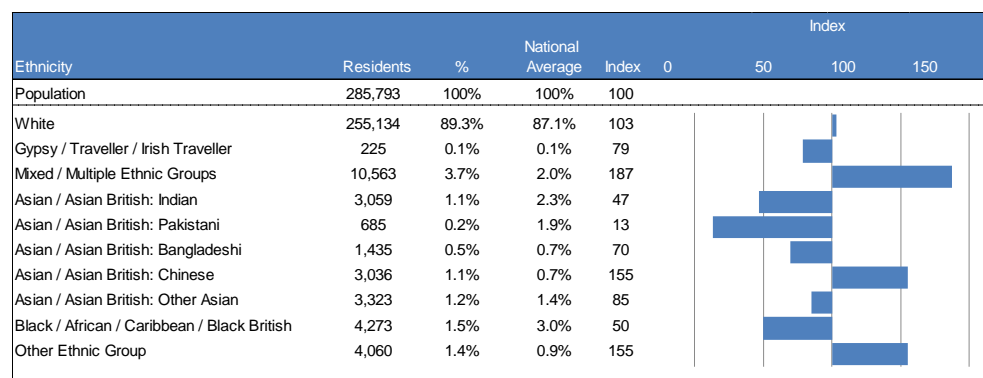 Index
National
Ethnicity Residents % Average Index 0 50 100 150
Population 285,793 100% 100% 100
White 255,134 89.3% 87.1% 103
Gypsy / Traveller / Irish Traveller 225 0.1% 0.1% 79
Mixed / Multiple Ethnic Groups 10,563 3.7% 2.0% 187
Asian / Asian British: Indian 3,059 1.1% 2.3% 47
Asian / Asian British: Pakistani 685 0.2% 1.9% 13
Asian / Asian British: Bangladeshi 1,435 0.5% 0.7% 70
Asian / Asian British: Chinese 3,036 1.1% 0.7% 155
Asian / Asian British: Other Asian 3,323 1.2% 1.4% 85
Black / African / Caribbean / Black British 4,273 1.5% 3.0% 50
Other Ethnic Group 4,060 1.4% 0.9% 155